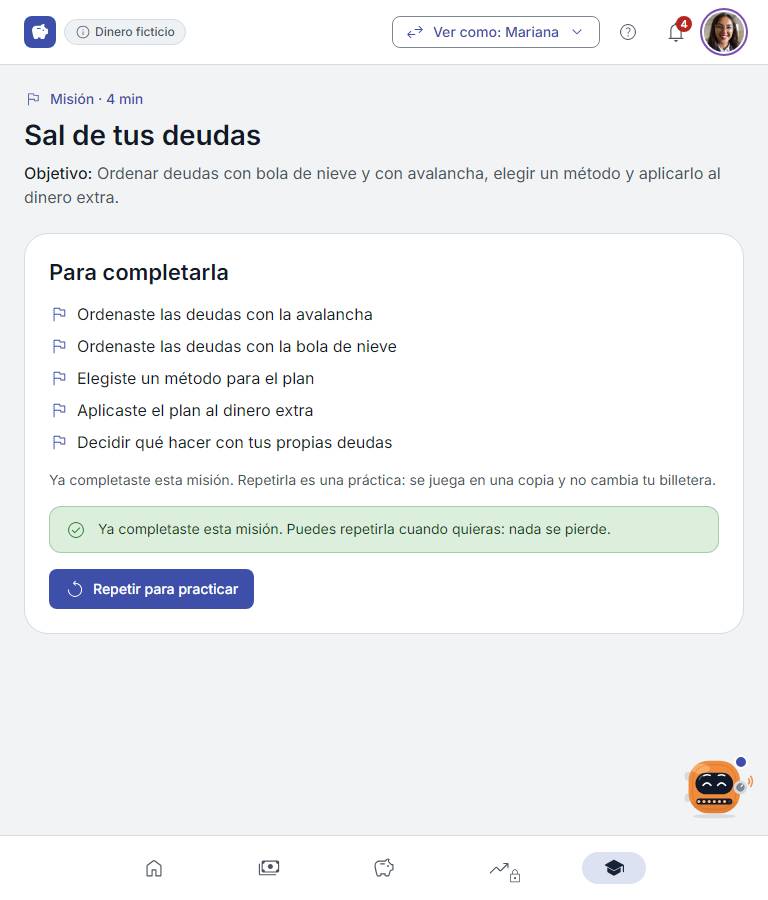 Dinero ficticio
Ver como: Mariana
4
Misión · 4 min
Sal de tus deudas
Objetivo: Ordenar deudas con bola de nieve y con avalancha, elegir un método y aplicarlo al
dinero extra.
Para completarla
Ordenaste las deudas con la avalancha
Ordenaste las deudas con la bola de nieve
Elegiste un método para el plan
Aplicaste el plan al dinero extra
Decidir qué hacer con tus propias deudas
Ya completaste esta misión. Repetirla es una práctica: se juega en una copia y no cambia tu billetera.
Ya completaste esta misión. Puedes repetirla cuando quieras: nada se pierde.
Repetir para practicar